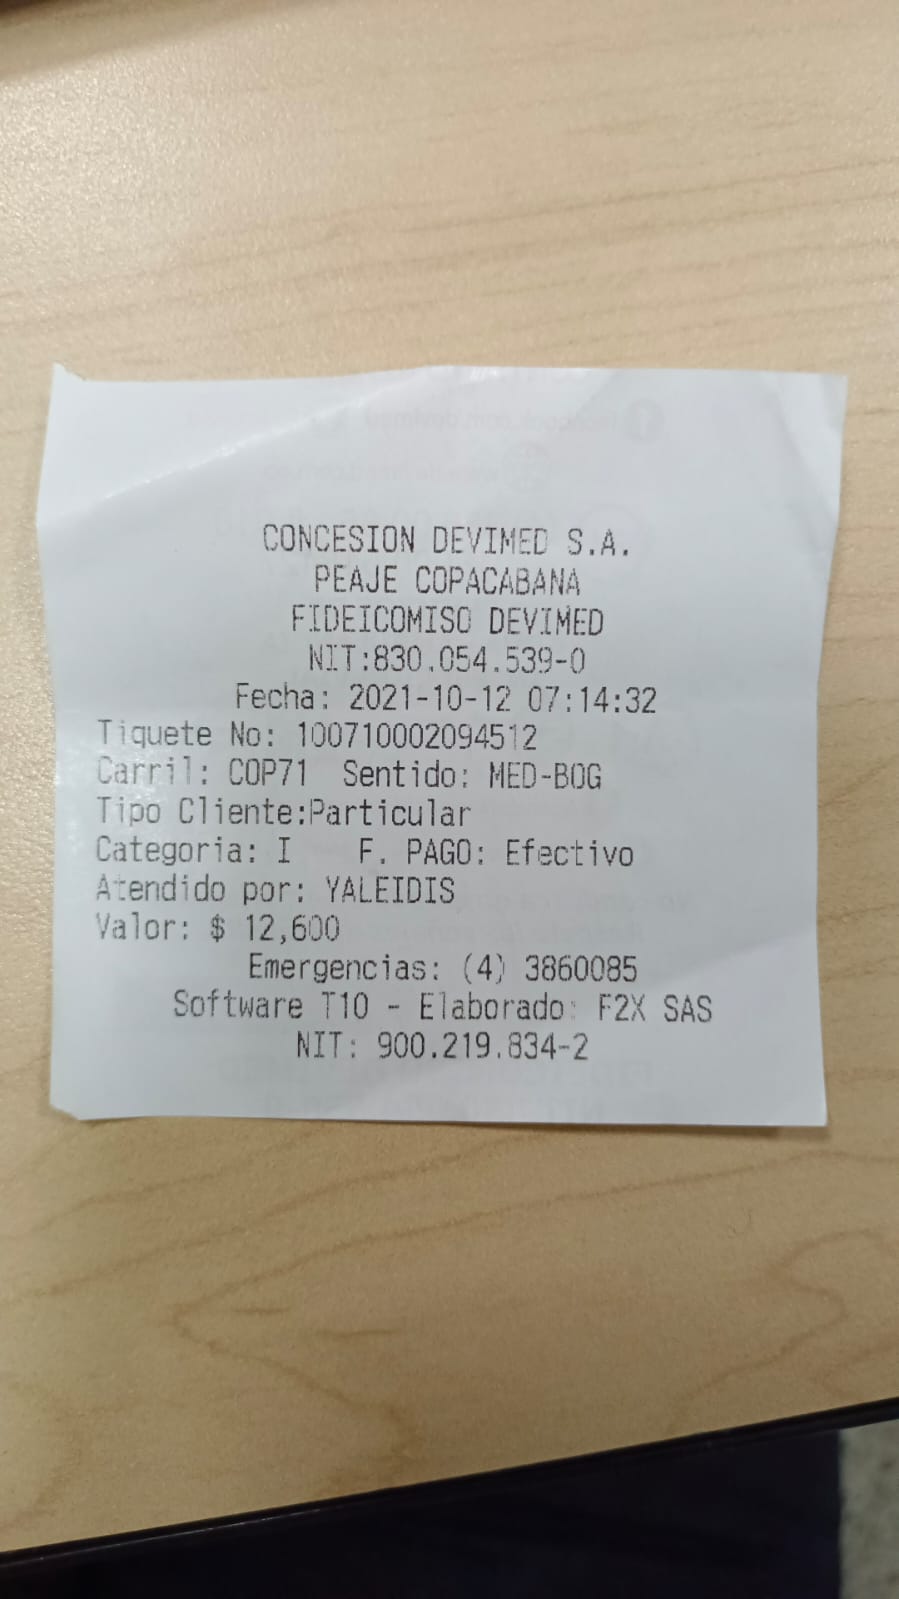 CONCESION DEVIMED S.A.
PEAJE COPACABANA
FIDEICOMISO DEVIMED
NIT:830.054.539-0
Fecha: 2021-10-12 07:14:32
Tiquete No: 100710002094512
Carril: COP71 Sentido: MED-BOG
Tipo Cliente:Particular
Categoria: I F. PAGO: Efectivo
Atendido por: YALEIDIS
Valor: $ 12,600
Emergencias: (4) 3860085
Software T10 - Elaborado: F2X SAS
NIT: 900.219.834-2